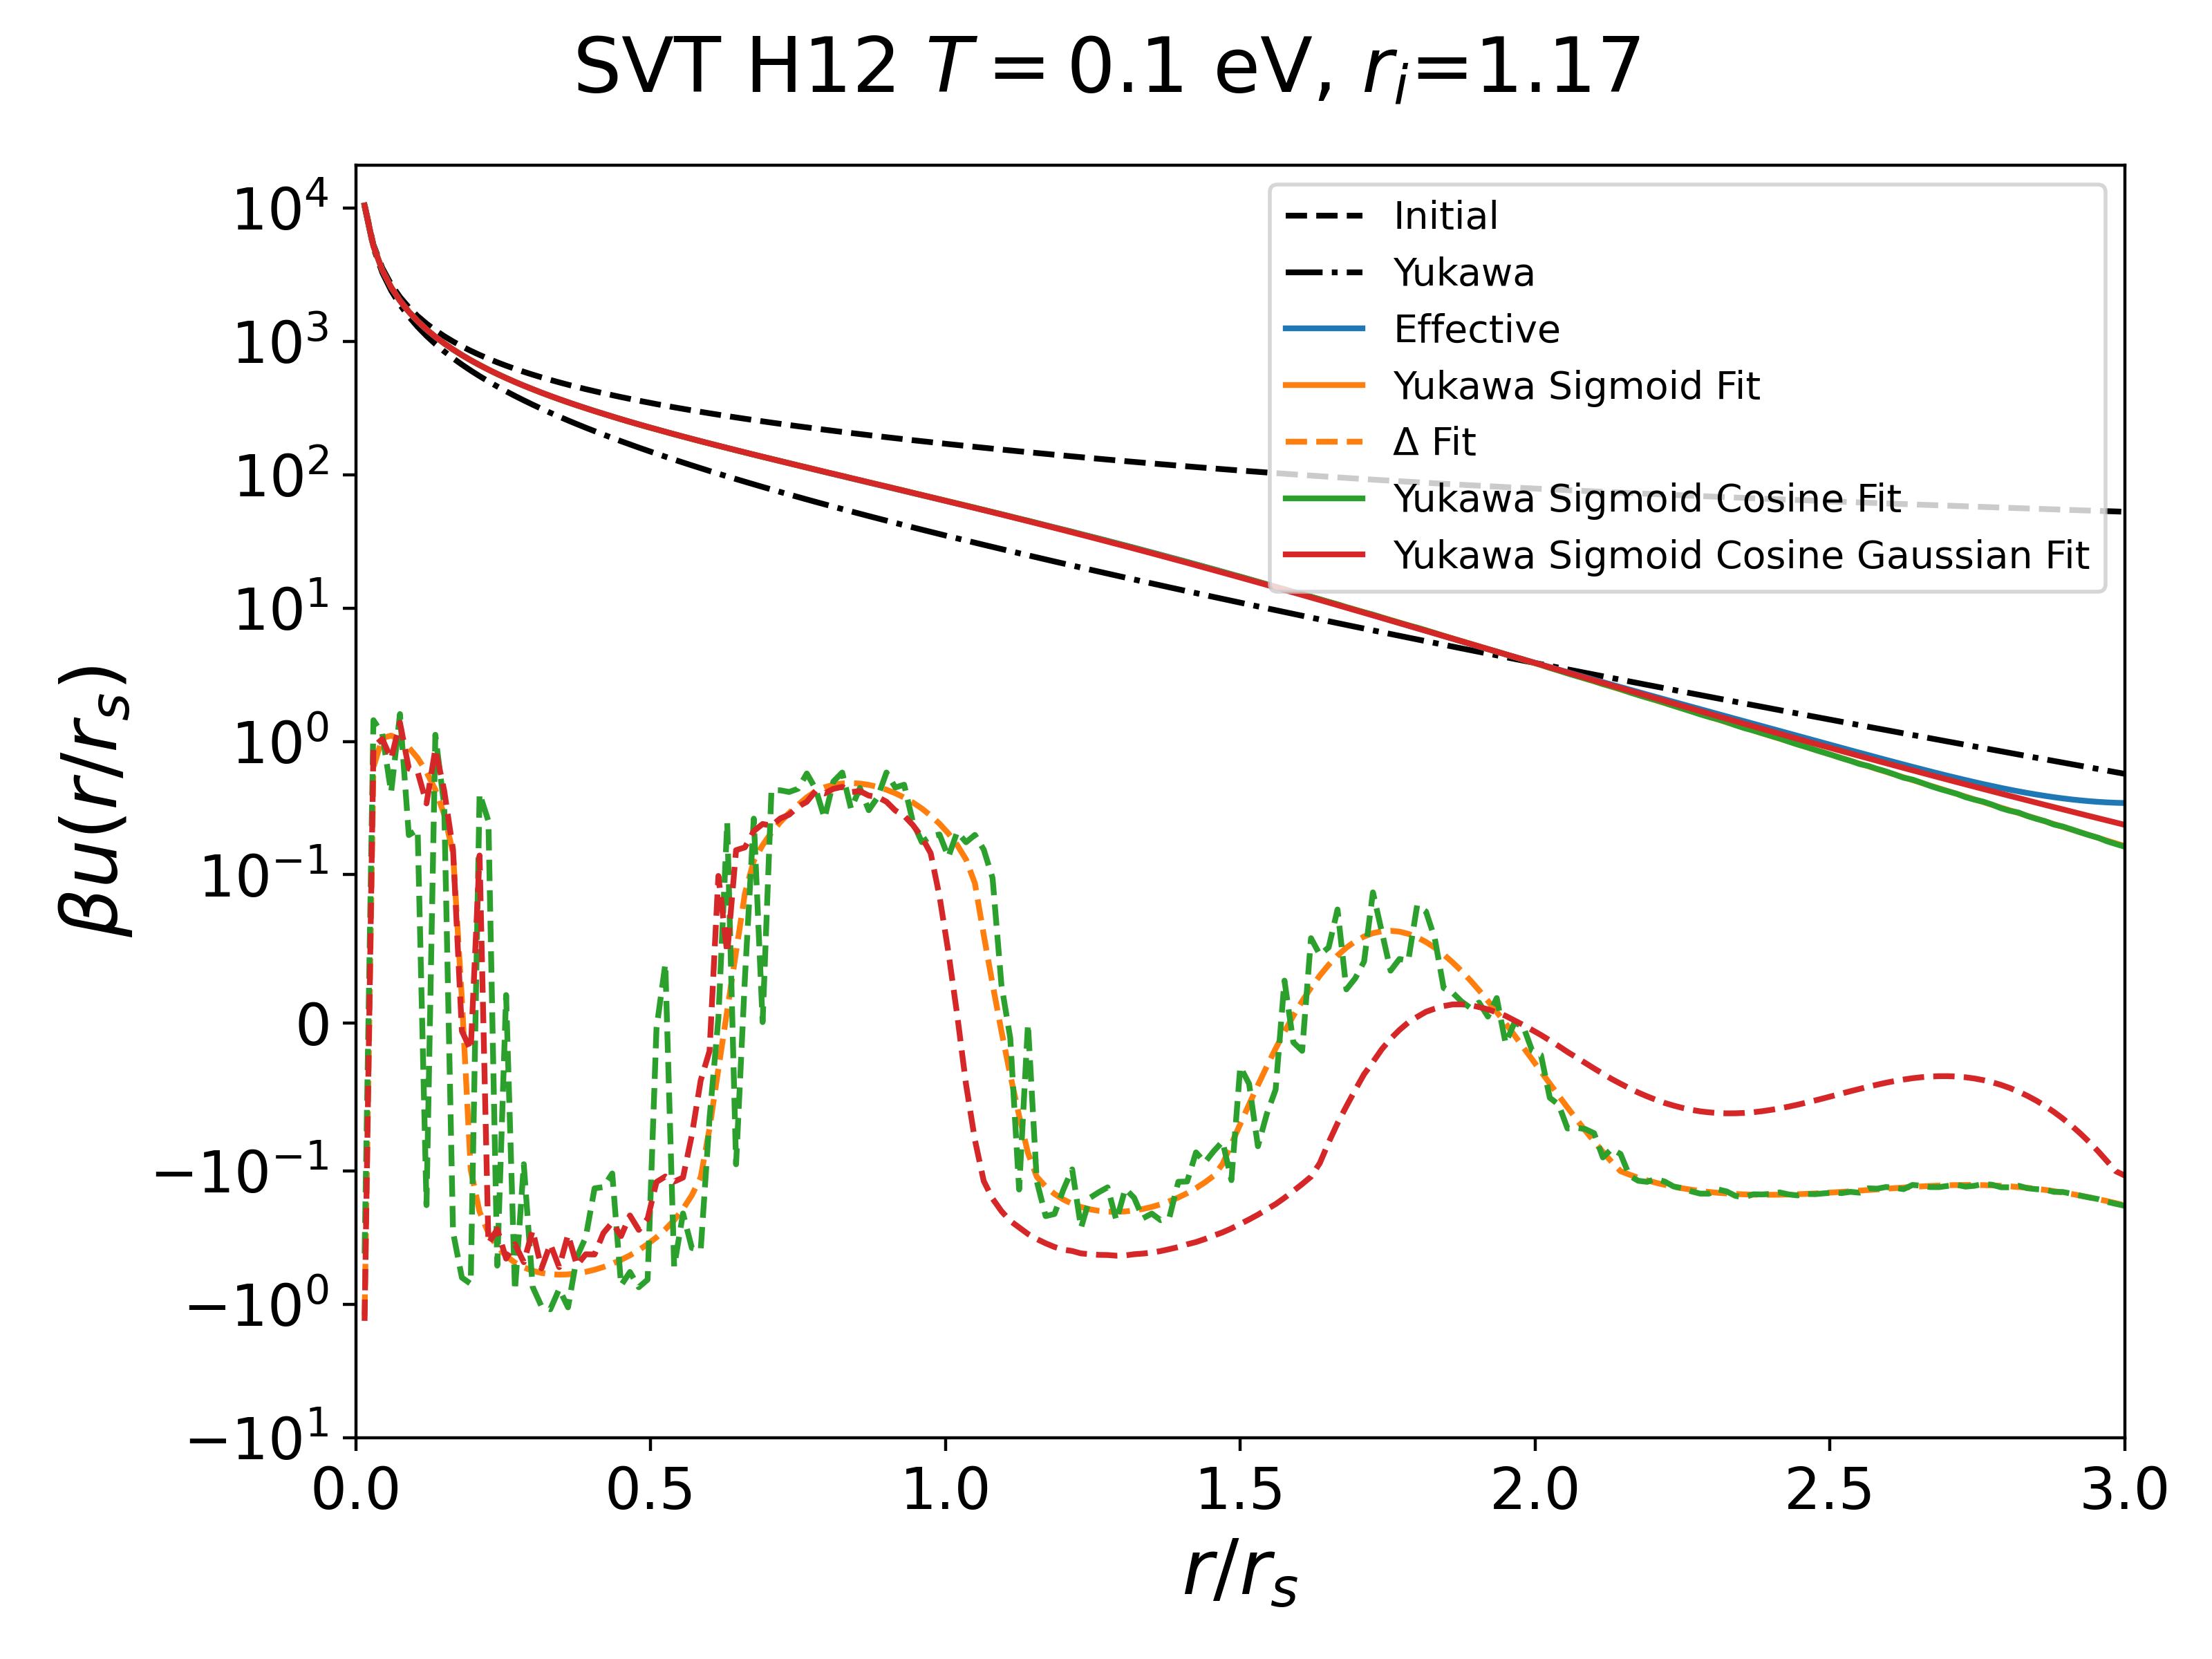 SVT H12 T = 0.1 eV, rᵢ=1.17
βu(r/rₛ)
10⁴
10³
10²
10¹
10⁰
10⁻¹
0
−10⁻¹
−10⁰
−10¹
Initial
Yukawa
Effective
Yukawa Sigmoid Fit
Δ Fit
Yukawa Sigmoid Cosine Fit
Yukawa Sigmoid Cosine Gaussian Fit
0.0 0.5 1.0 1.5 2.0 2.5 3.0
r/rₛ